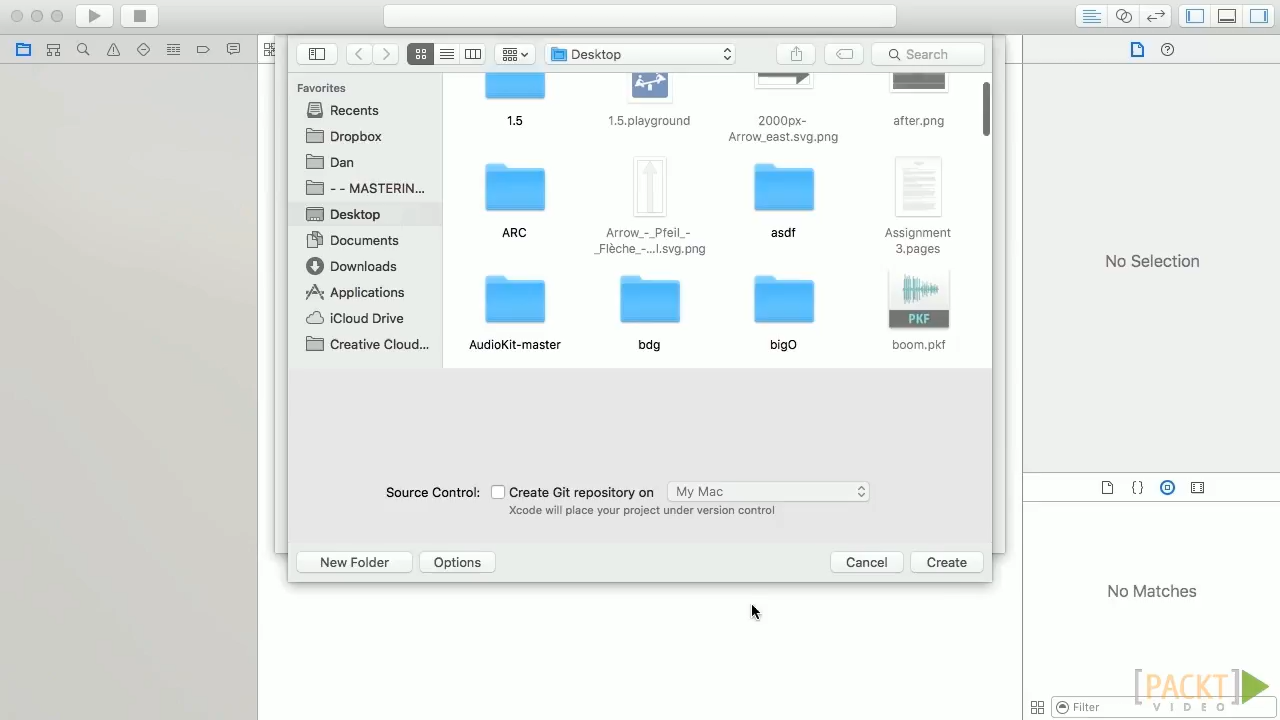 Desktop
Search
Favorites
Recents
Dropbox
Dan
- - MASTERIN...
Desktop
Documents
Downloads
Applications
iCloud Drive
Creative Cloud...
1.5
1.5.playground
2000px-
Arrow_east.svg.png
after.png
ARC
Arrow_-_Pfeil_-
_Flèche_-...l.svg.png
asdf
Assignment
3.pages
AudioKit-master
bdg
bigO
PKF
boom.pkf
Source Control:
Create Git repository on
My Mac
Xcode will place your project under version control
New Folder
Options
Cancel
Create
No Selection
{}
No Matches
Filter
[PACKT]
VIDEO